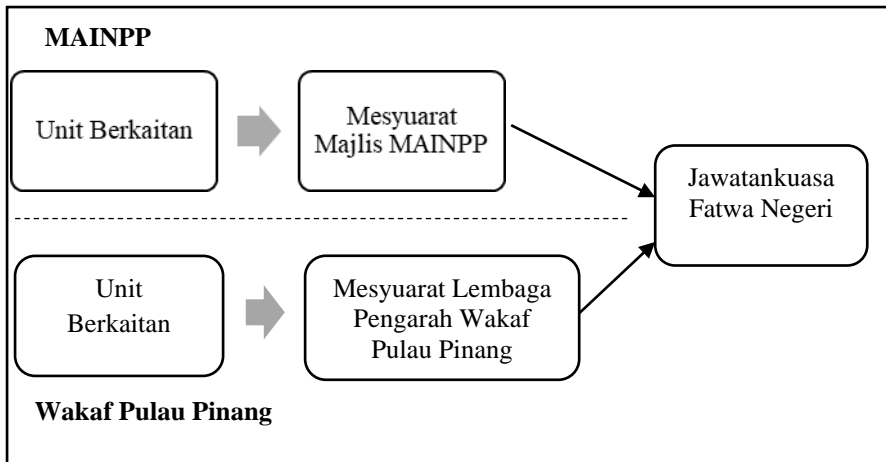 MAINPP
Unit Berkaitan
Mesyuarat
Majlis MAINPP
Jawatankuasa
Fatwa Negeri
Unit
Berkaitan
Mesyuarat Lembaga
Pengarah Wakaf
Pulau Pinang
Wakaf Pulau Pinang